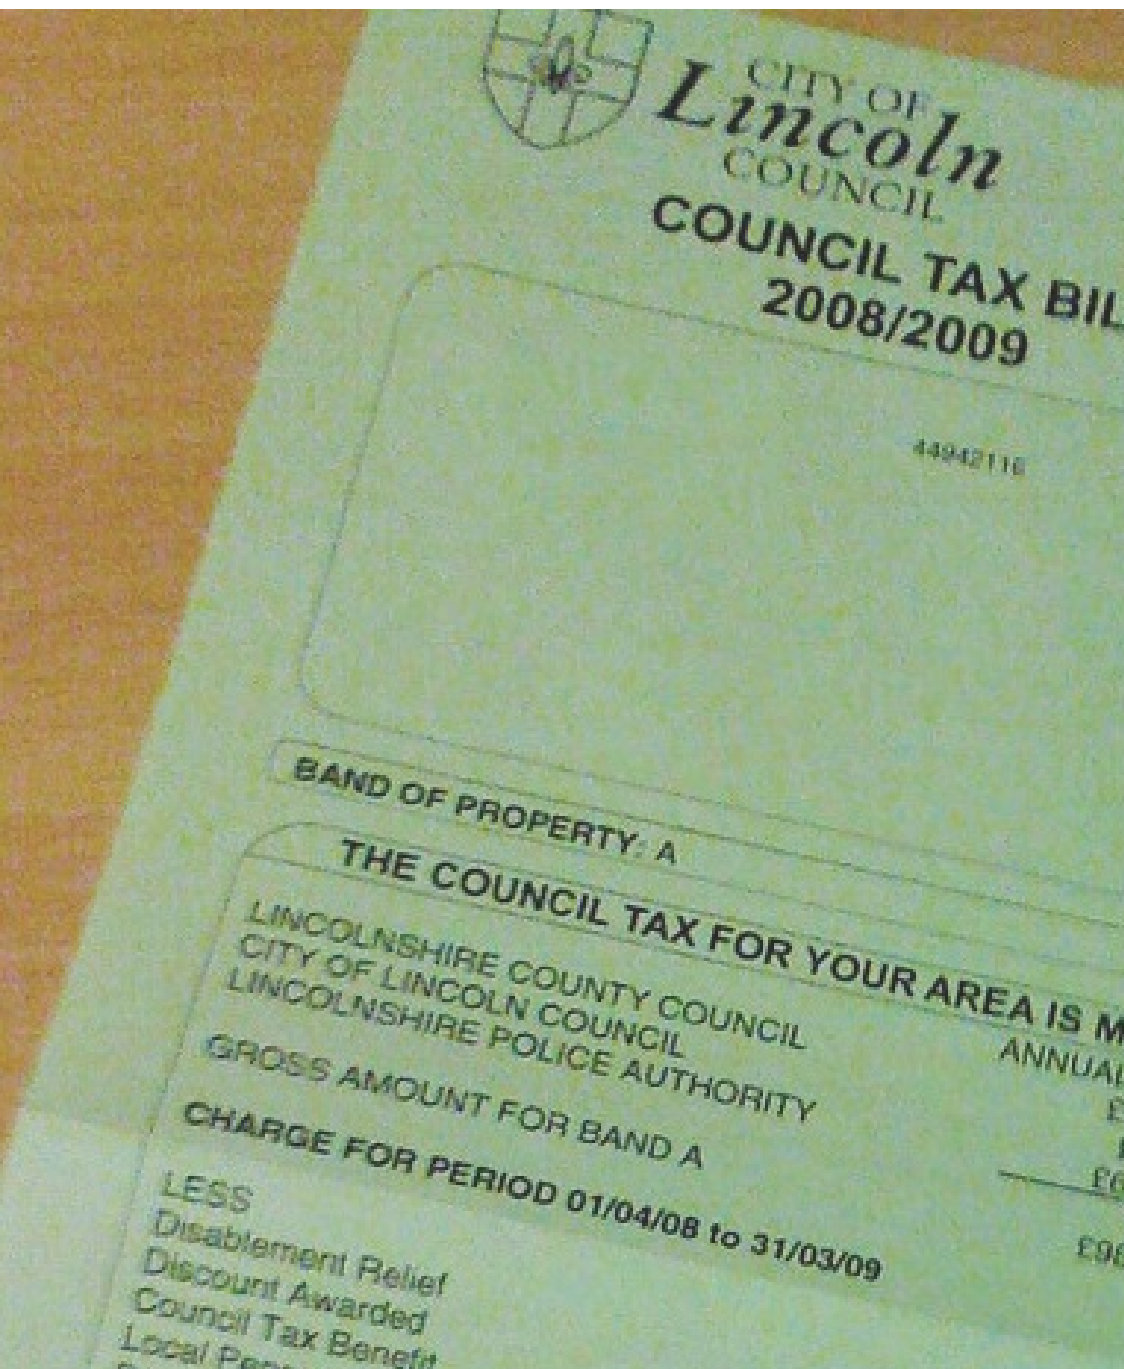 CITY OF
Lincoln
COUNCIL
COUNCIL TAX BIL
2008/2009
44942116
BAND OF PROPERTY: A
THE COUNCIL TAX FOR YOUR AREA IS M
ANNUAL
LINCOLNSHIRE COUNTY COUNCIL
CITY OF LINCOLN COUNCIL
LINCOLNSHIRE POLICE AUTHORITY
GROSS AMOUNT FOR BAND A
CHARGE FOR PERIOD 01/04/08 to 31/03/09
LESS
Disablement Relief
Discount Awarded
Council Tax Benefit
Local